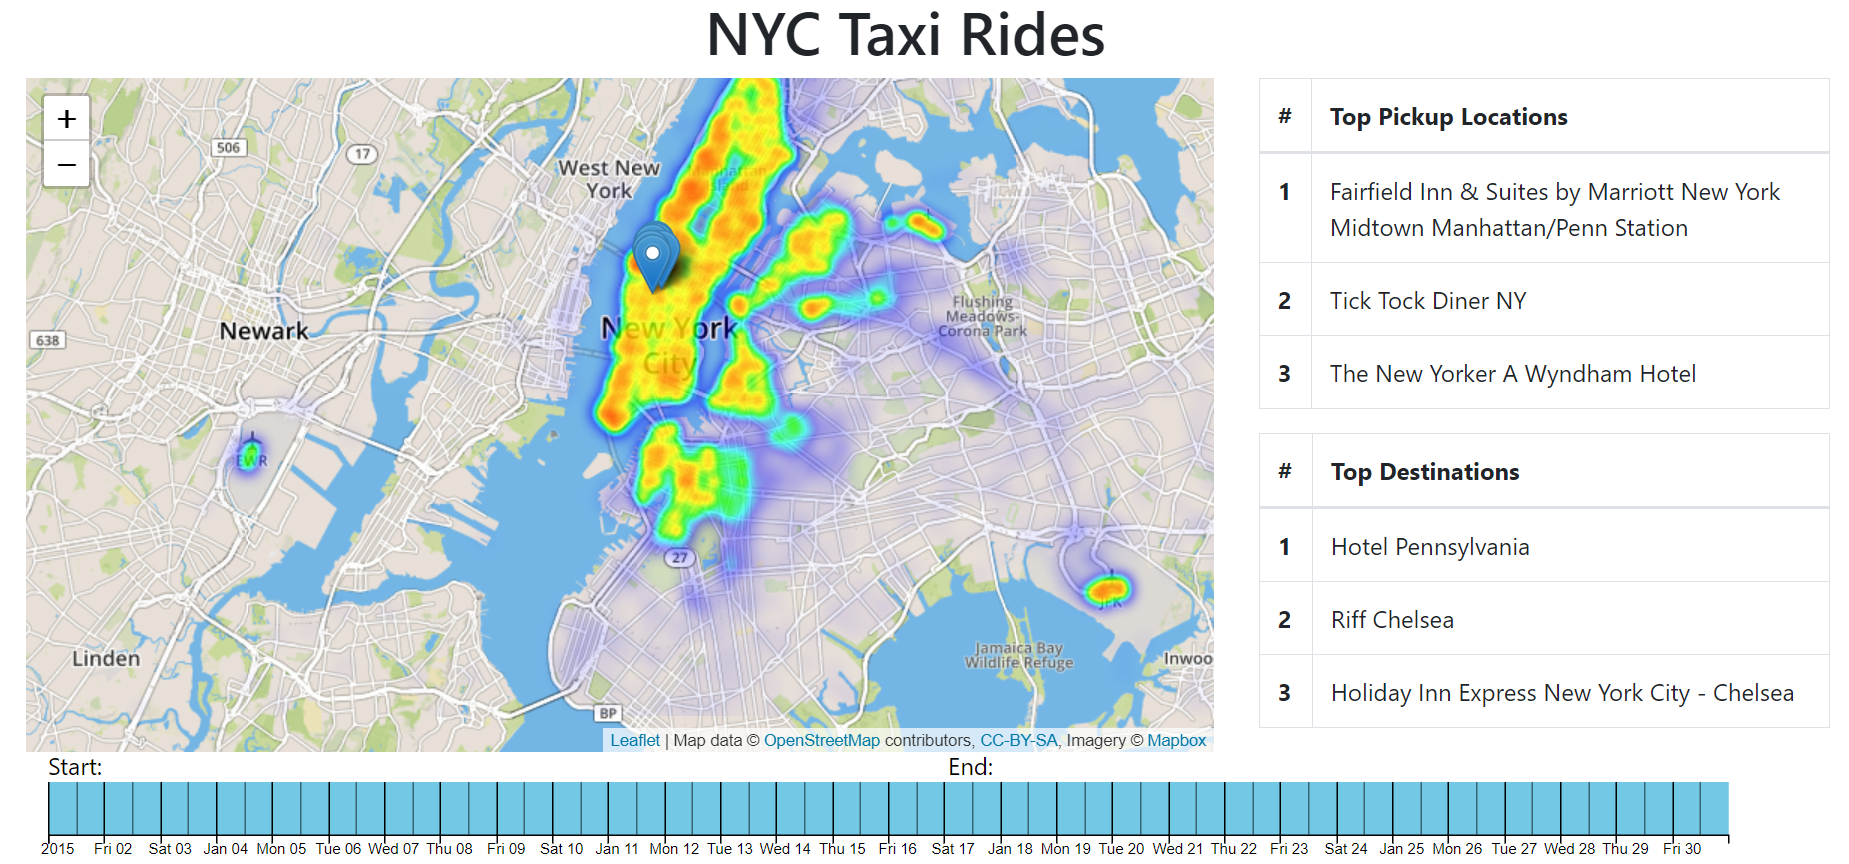 NYC Taxi Rides
+
−
506
17
West New
York
Manhattan
Island
638
Newark
New York
City
Flushing
Meadows-
Corona Park
EWR
27
JFK
Linden
Jamaica Bay
Wildlife Refuge
Inwoo
BP
Leaflet | Map data © OpenStreetMap contributors, CC-BY-SA, Imagery © Mapbox
# Top Pickup Locations
1 Fairfield Inn & Suites by Marriott New York
Midtown Manhattan/Penn Station
2 Tick Tock Diner NY
3 The New Yorker A Wyndham Hotel
# Top Destinations
1 Hotel Pennsylvania
2 Riff Chelsea
3 Holiday Inn Express New York City - Chelsea
Start: End:
2015 Fri 02 Sat 03 Jan 04 Mon 05 Tue 06 Wed 07 Thu 08 Fri 09 Sat 10 Jan 11 Mon 12 Tue 13 Wed 14 Thu 15 Fri 16 Sat 17 Jan 18 Mon 19 Tue 20 Wed 21 Thu 22 Fri 23 Sat 24 Jan 25 Mon 26 Tue 27 Wed 28 Thu 29 Fri 30